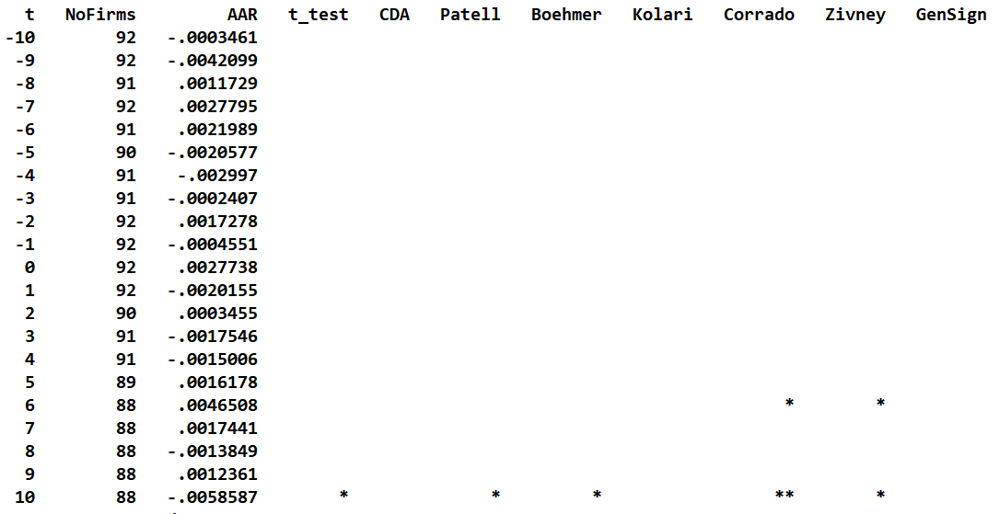 t NoFirms AAR t_test CDA Patell Boehmer Kolari Corrado Zivney GenSign
-10 92 -.0003461
-9 92 -.0042099
-8 91 .0011729
-7 92 .0027795
-6 91 .0021989
-5 90 -.0020577
-4 91 -.002997
-3 91 -.0002407
-2 92 .0017278
-1 92 -.0004551
0 92 .0027738
1 92 -.0020155
2 90 .0003455
3 91 -.0017546
4 91 -.0015006
5 89 .0016178
6 88 .0046508 * *
7 88 .0017441
8 88 -.0013849
9 88 .0012361
10 88 -.0058587 * * * ** *